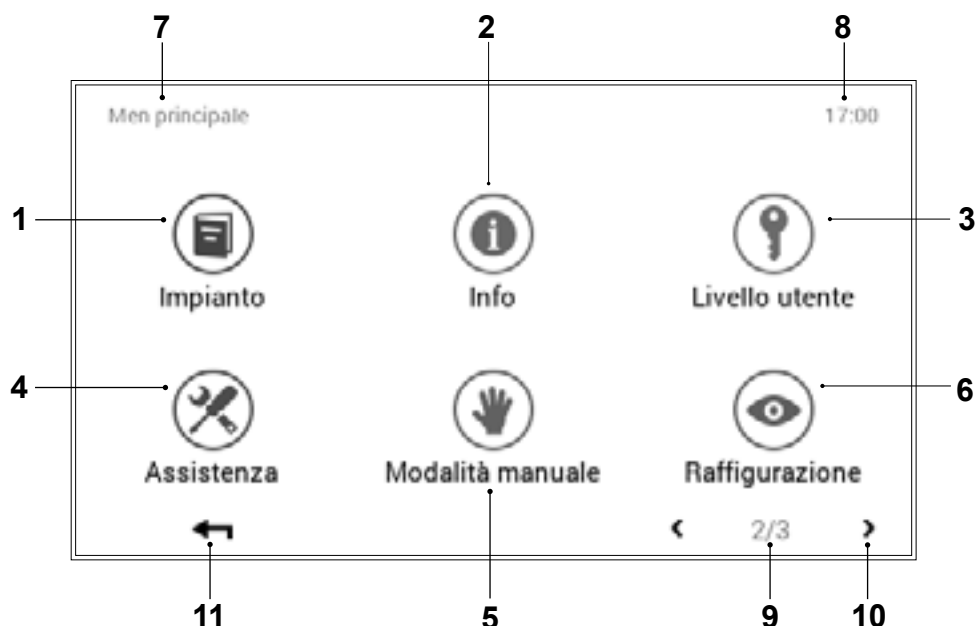 7 2 8
Men principale 17:00
1 3
Impianto Info Livello utente
4 6
Assistenza Modalità manuale Raffigurazione
< 2/3 >
11 5 9 10